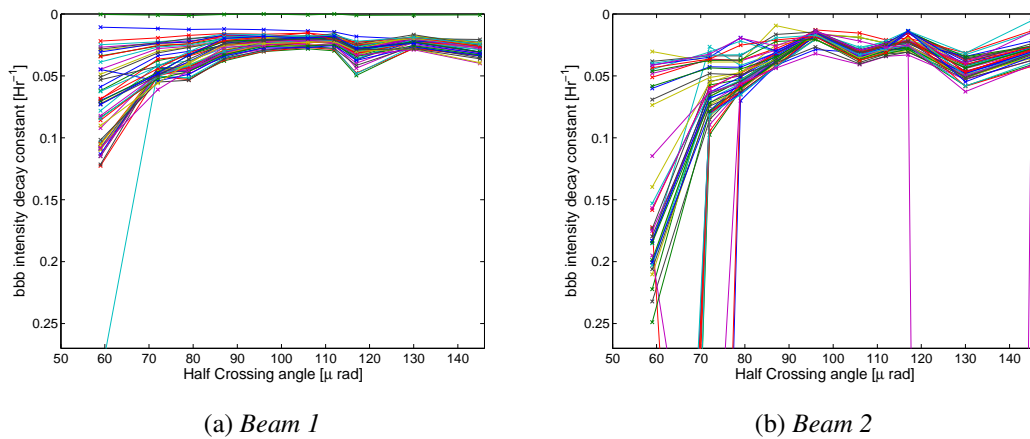 0
0.05
0.1
0.15
0.2
0.25
bbb intensity decay constant [Hr⁻¹]
50 60 70 80 90 100 110 120 130 140
Half Crossing angle [μ rad]
(a) Beam 1
0
0.05
0.1
0.15
0.2
0.25
bbb intensity decay constant [Hr⁻¹]
50 60 70 80 90 100 110 120 130 140
Half Crossing angle [μ rad]
(b) Beam 2